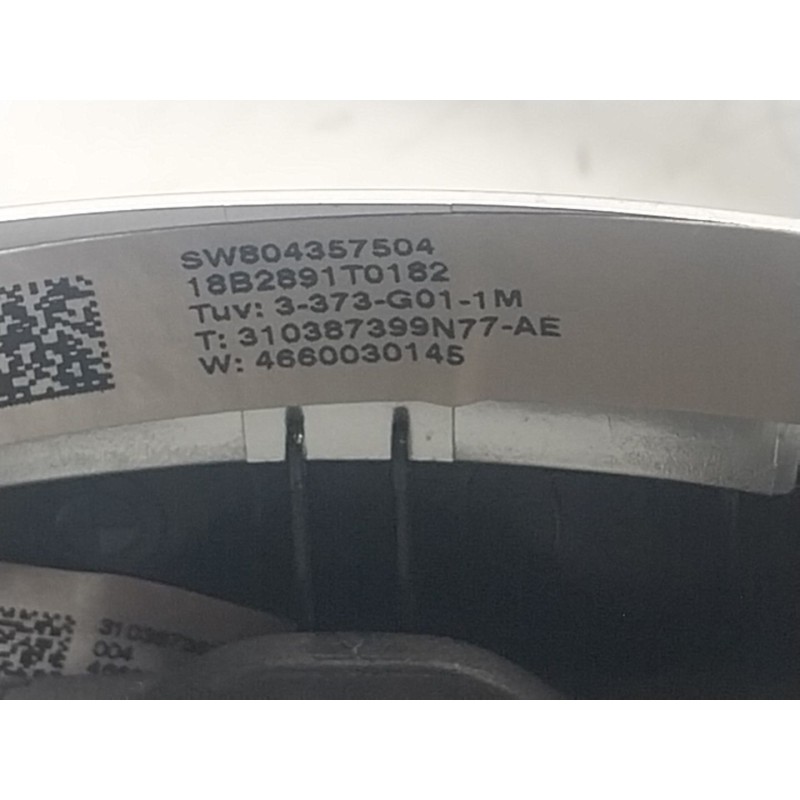 SW804357504
18B2891T0182
Tuv: 3-373-G01-1M
T: 310387399N77-AE
W: 4660030145
004